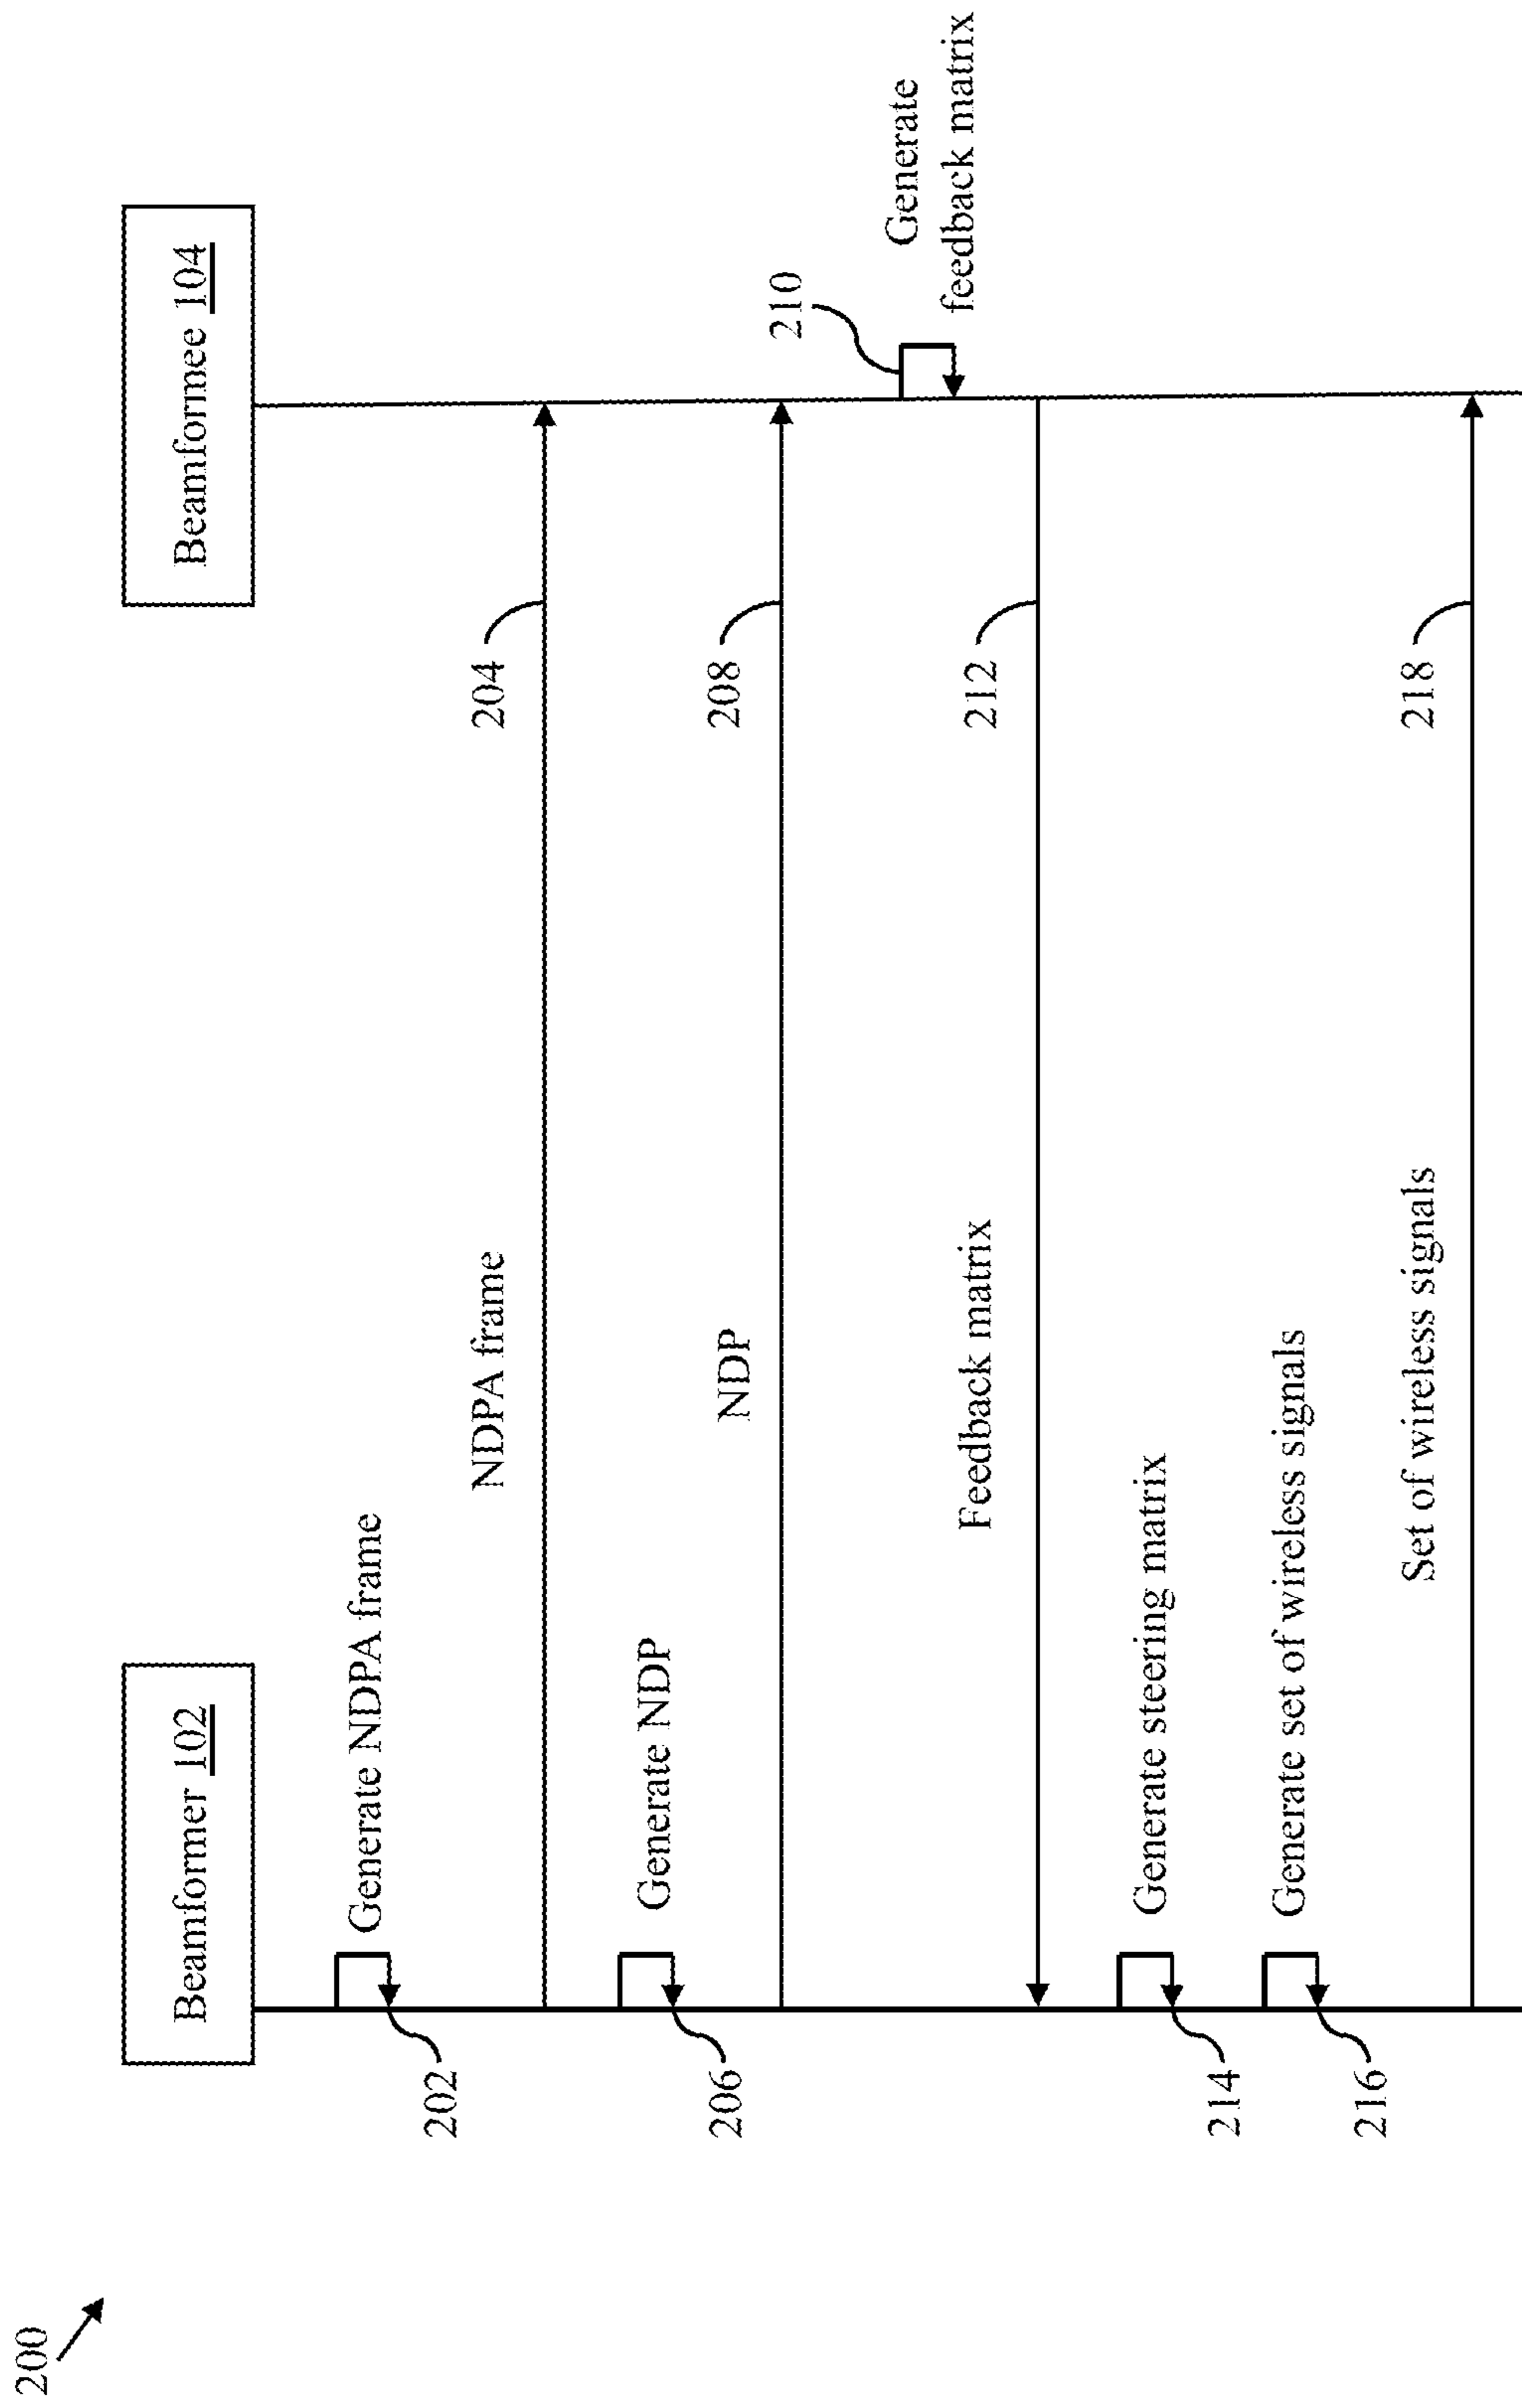 200
Beamformer 102
Beamformee 104
Generate NDPA frame
202
NDPA frame
204
Generate NDP
206
NDP
208
210
Generate
feedback matrix
Feedback matrix
212
Generate steering matrix
214
Generate set of wireless signals
216
Set of wireless signals
218